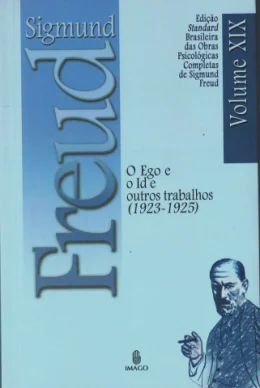 Sigmund
Freud
Edição
Standard
Brasileira
das Obras
Psicológicas
Completas
de Sigmund
Freud
Volume XIX
O Ego e
o Id e
outros trabalhos
(1923-1925)
IMAGO